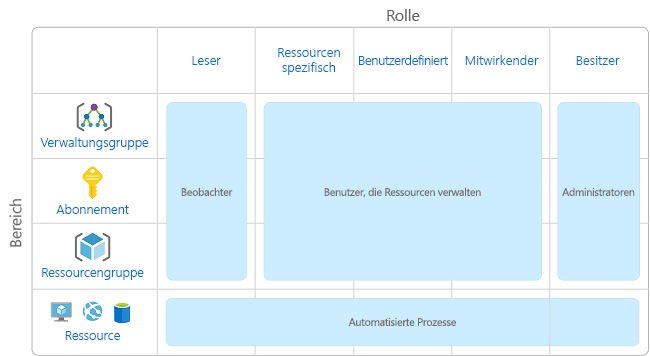 Rolle
Bereich
Leser
Ressourcen
spezifisch
Benutzerdefiniert
Mitwirkender
Besitzer
Verwaltungsgruppe
Abonnement
Ressourcengruppe
Ressource
Beobachter
Benutzer, die Ressourcen verwalten
Administratoren
Automatisierte Prozesse